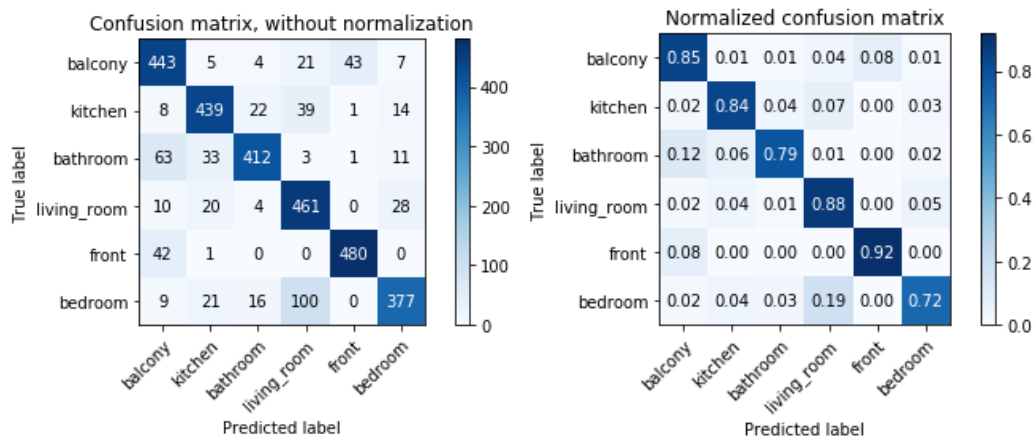 Confusion matrix, without normalization
balcony 443 5 4 21 43 7
kitchen 8 439 22 39 1 14
bathroom 63 33 412 3 1 11
living_room 10 20 4 461 0 28
front 42 1 0 0 480 0
bedroom 9 21 16 100 0 377
balcony kitchen bathroom living_room front bedroom
True label
Predicted label
400
300
200
100
0
Normalized confusion matrix
balcony 0.85 0.01 0.01 0.04 0.08 0.01
kitchen 0.02 0.84 0.04 0.07 0.00 0.03
bathroom 0.12 0.06 0.79 0.01 0.00 0.02
living_room 0.02 0.04 0.01 0.88 0.00 0.05
front 0.08 0.00 0.00 0.00 0.92 0.00
bedroom 0.02 0.04 0.03 0.19 0.00 0.72
balcony kitchen bathroom living_room front bedroom
True label
Predicted label
0.8
0.6
0.4
0.2
0.0